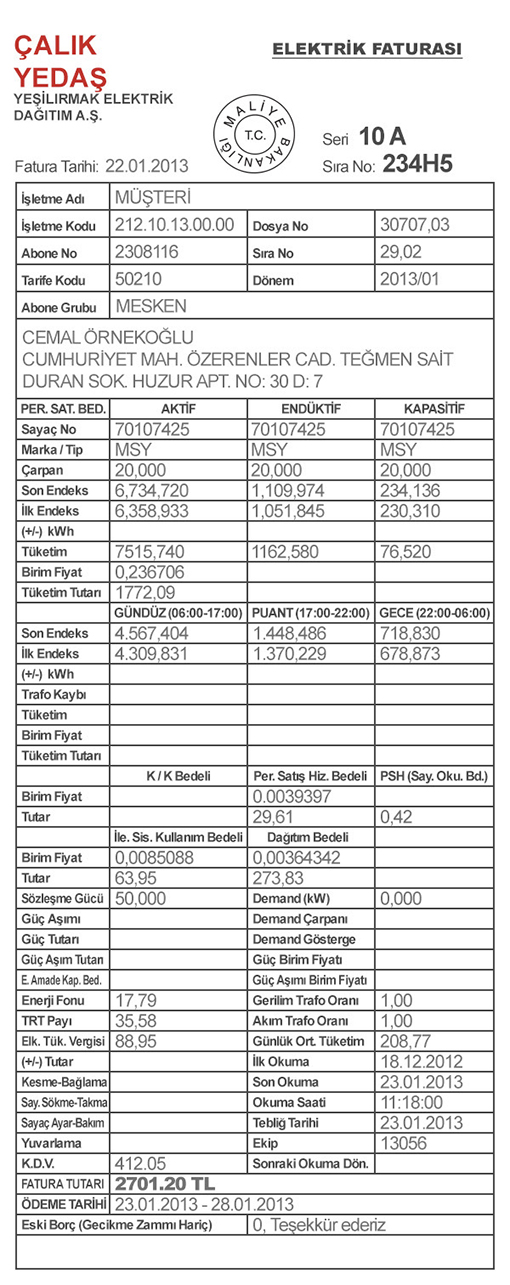 ÇALIK
YEDAŞ
YEŞİLIRMAK ELEKTRİK
DAĞITIM A.Ş.
ELEKTRİK FATURASI
MALİYE BAKANLIĞI
T.C.
Seri 10 A
Fatura Tarihi: 22.01.2013
Sıra No: 234H5
İşletme Adı MÜŞTERİ
İşletme Kodu 212.10.13.00.00 Dosya No 30707,03
Abone No 2308116 Sıra No 29,02
Tarife Kodu 50210 Dönem 2013/01
Abone Grubu MESKEN
CEMAL ÖRNEKOĞLU
CUMHURİYET MAH. ÖZERENLER CAD. TEĞMEN SAİT
DURAN SOK. HUZUR APT. NO: 30 D: 7
PER. SAT. BED. AKTİF ENDÜKTİF KAPASİTİF
Sayaç No 70107425 70107425 70107425
Marka / Tip MSY MSY MSY
Çarpan 20,000 20,000 20,000
Son Endeks 6,734,720 1,109,974 234,136
İlk Endeks 6,358,933 1,051,845 230,310
(+/-) kWh
Tüketim 7515,740 1162,580 76,520
Birim Fiyat 0,236706
Tüketim Tutarı 1772,09
GÜNDÜZ (06:00-17:00) PUANT (17:00-22:00) GECE (22:00-06:00)
Son Endeks 4.567,404 1.448,486 718,830
İlk Endeks 4.309,831 1.370,229 678,873
(+/-) kWh
Trafo Kaybı
Tüketim
Birim Fiyat
Tüketim Tutarı
K / K Bedeli Per. Satış Hiz. Bedeli PSH (Say. Oku. Bd.)
Birim Fiyat 0.0039397
Tutar 29,61 0,42
İle. Sis. Kullanım Bedeli Dağıtım Bedeli
Birim Fiyat 0,0085088 0,00364342
Tutar 63,95 273,83
Sözleşme Gücü 50,000 Demand (kW) 0,000
Güç Aşımı Demand Çarpanı
Güç Tutarı Demand Gösterge
Güç Aşım Tutarı Güç Birim Fiyatı
E. Amade Kap. Bed. Güç Aşımı Birim Fiyatı
Enerji Fonu 17,79 Gerilim Trafo Oranı 1,00
TRT Payı 35,58 Akım Trafo Oranı 1,00
Elk. Tük. Vergisi 88,95 Günlük Ort. Tüketim 208,77
(+/-) Tutar İlk Okuma 18.12.2012
Kesme-Bağlama Son Okuma 23.01.2013
Say. Sökme-Takma Okuma Saati 11:18:00
Sayaç Ayar-Bakım Tebliğ Tarihi 23.01.2013
Yuvarlama Ekip 13056
K.D.V. 412.05 Sonraki Okuma Dön.
FATURA TUTARI 2701.20 TL
ÖDEME TARİHİ 23.01.2013 - 28.01.2013
Eski Borç (Gecikme Zammı Hariç) 0, Teşekkür ederiz